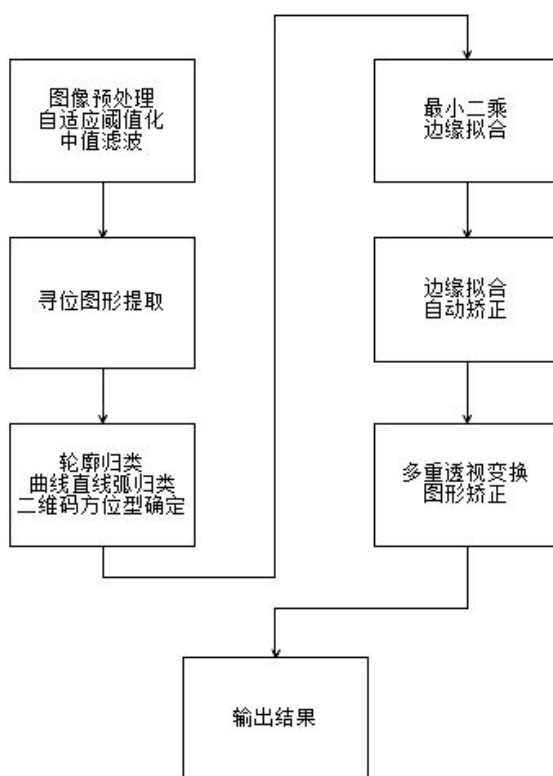 图像预处理
自适应阈值化
中值滤波
寻位图形提取
轮廓归类
曲线直线弧归类
二维码方位型确定
最小二乘
边缘拟合
边缘拟合
自动矫正
多重透视变换
图形矫正
输出结果